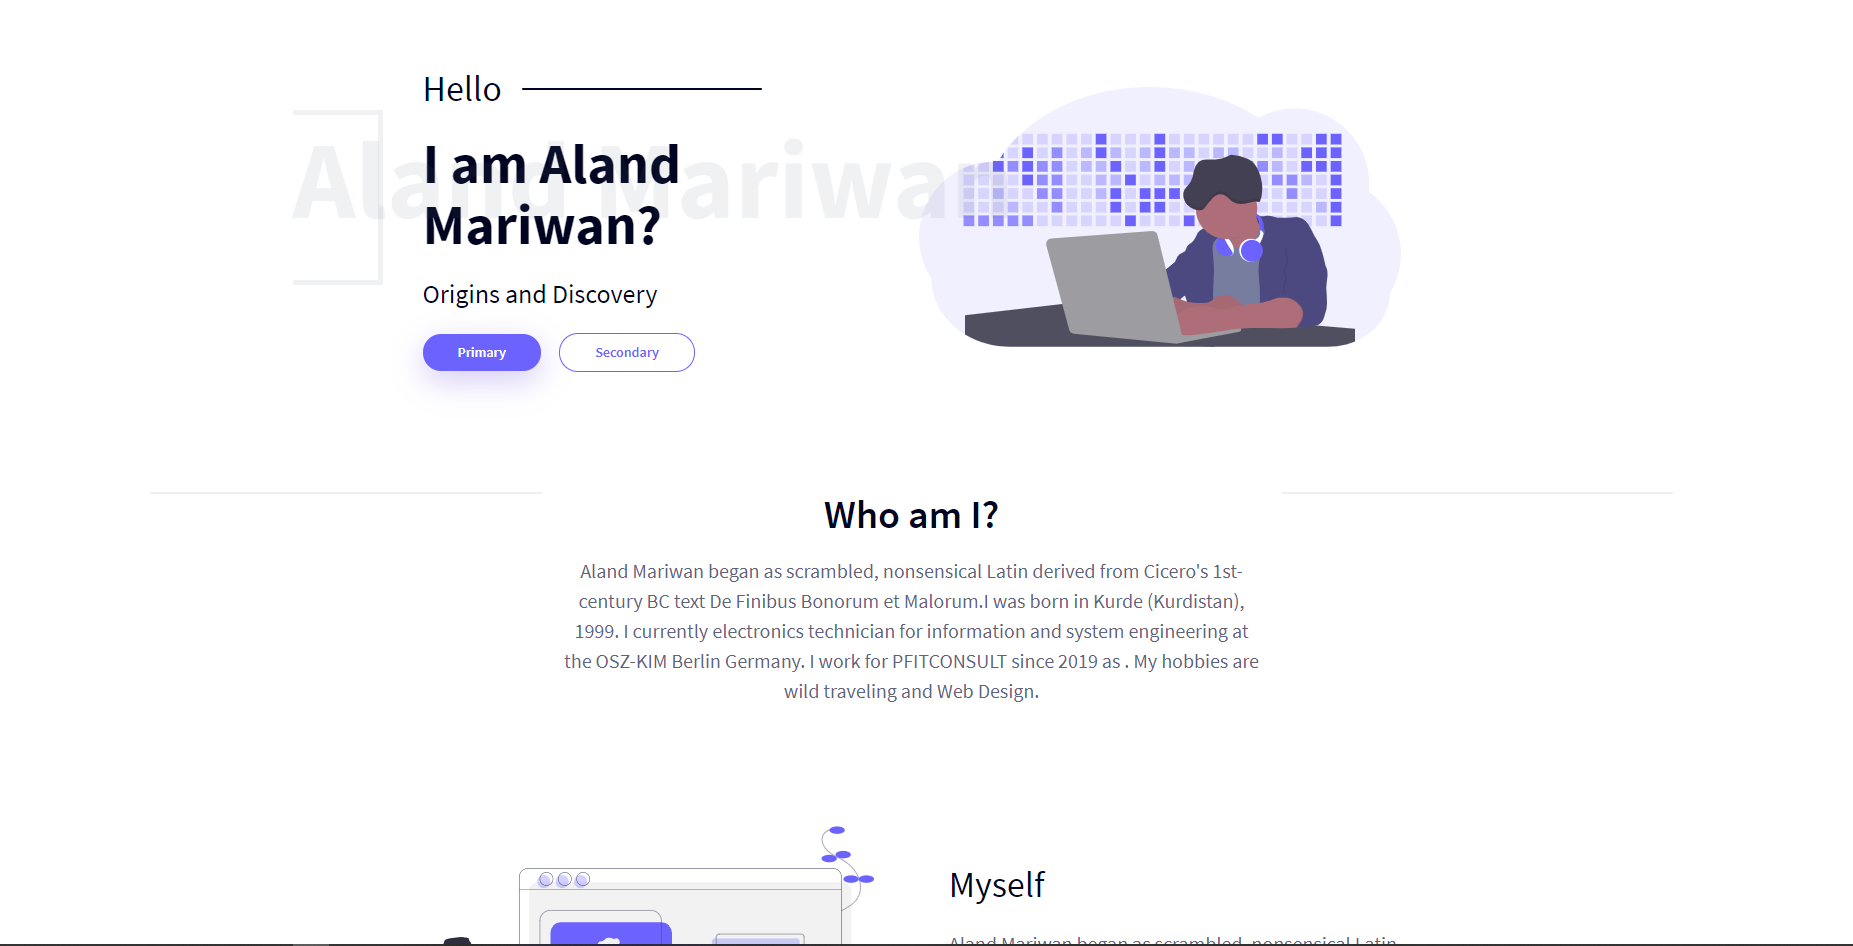 Hello
Aland Mariwan
I am Aland
Mariwan?
Origins and Discovery
Primary Secondary
Who am I?
Aland Mariwan began as scrambled, nonsensical Latin derived from Cicero's 1st-
century BC text De Finibus Bonorum et Malorum.I was born in Kurde (Kurdistan),
1999. I currently electronics technician for information and system engineering at
the OSZ-KIM Berlin Germany. I work for PFITCONSULT since 2019 as . My hobbies are
wild traveling and Web Design.
Myself
Aland Mariwan began as scrambled, nonsensical Latin